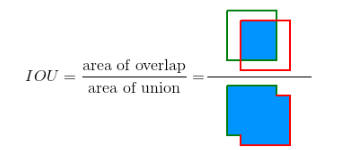 IOU = area of overlap / area of union =